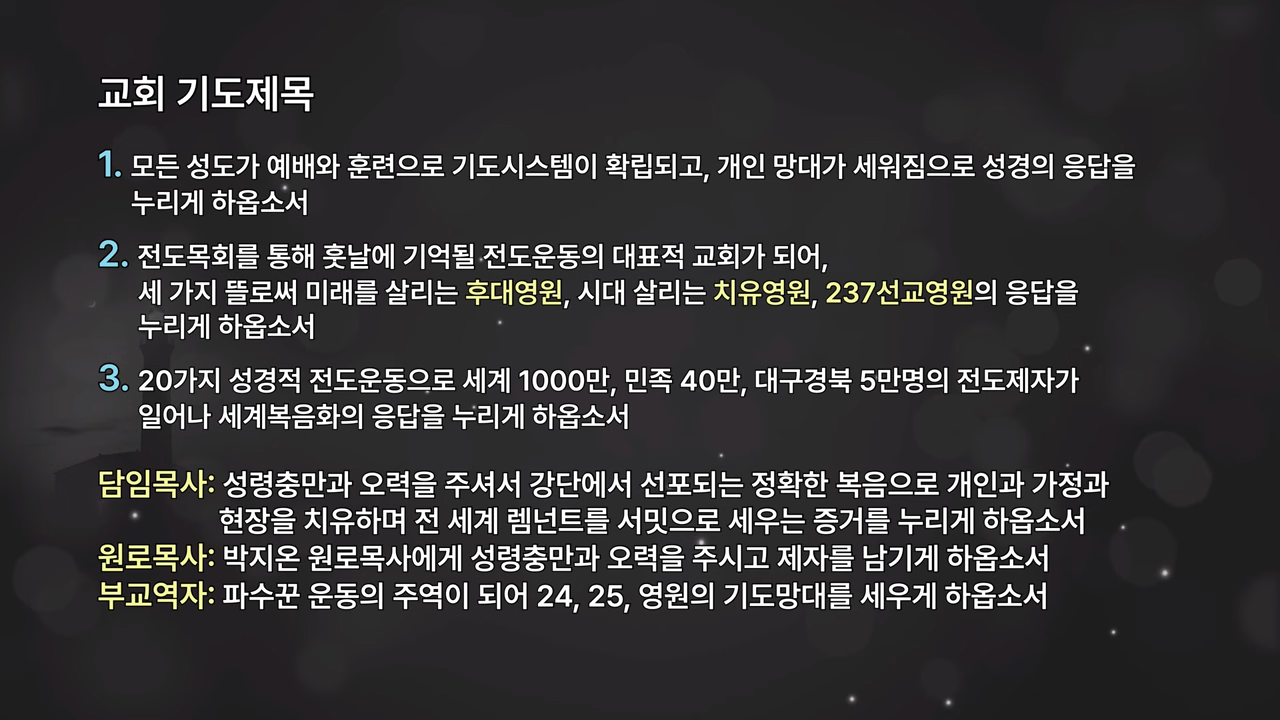 교회 기도제목
1. 모든 성도가 예배와 훈련으로 기도시스템이 확립되고, 개인 망대가 세워짐으로 성경의 응답을
누리게 하옵소서
2. 전도목회를 통해 훗날에 기억될 전도운동의 대표적 교회가 되어,
세 가지 뜰로써 미래를 살리는 후대영원, 시대 살리는 치유영원, 237선교영원의 응답을
누리게 하옵소서
3. 20가지 성경적 전도운동으로 세계 1000만, 민족 40만, 대구경북 5만명의 전도제자가
일어나 세계복음화의 응답을 누리게 하옵소서
담임목사: 성령충만과 오력을 주셔서 강단에서 선포되는 정확한 복음으로 개인과 가정과
현장을 치유하며 전 세계 렘넌트를 서밋으로 세우는 증거를 누리게 하옵소서
원로목사: 박지온 원로목사에게 성령충만과 오력을 주시고 제자를 남기게 하옵소서
부교역자: 파수꾼 운동의 주역이 되어 24, 25, 영원의 기도망대를 세우게 하옵소서